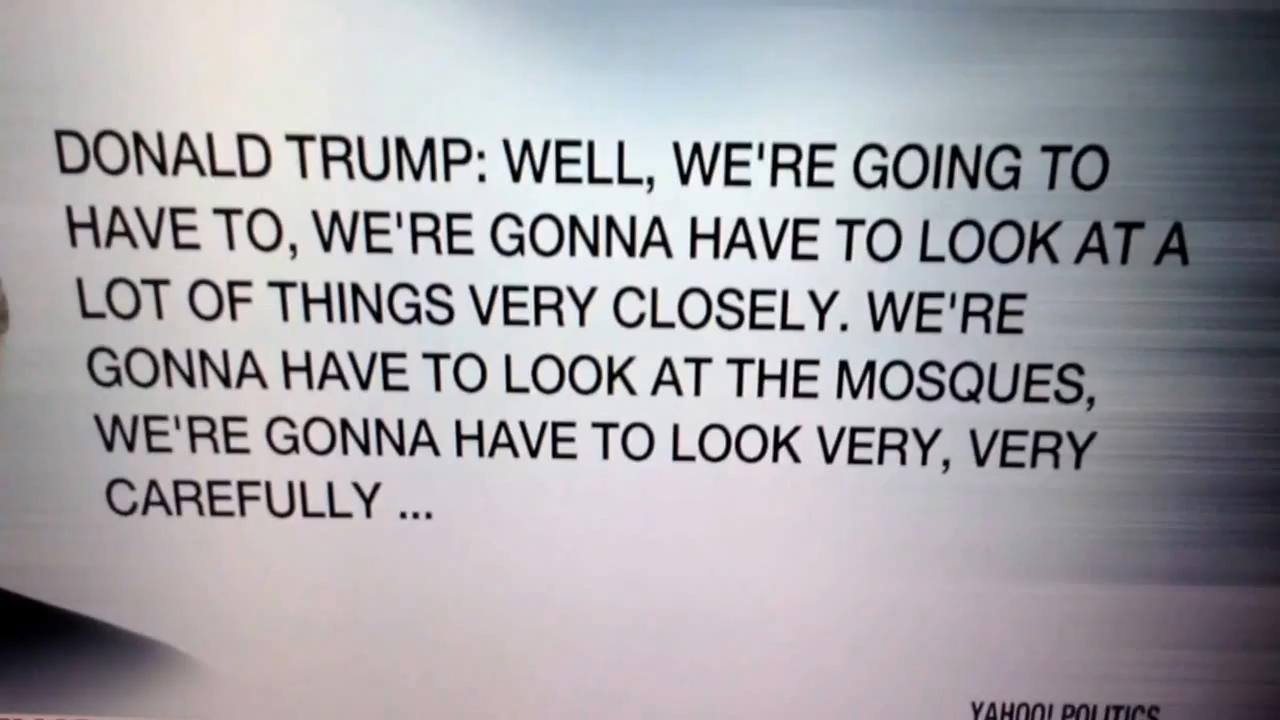 DONALD TRUMP: WELL, WE'RE GOING TO
HAVE TO, WE'RE GONNA HAVE TO LOOK AT A
LOT OF THINGS VERY CLOSELY. WE'RE
GONNA HAVE TO LOOK AT THE MOSQUES,
WE'RE GONNA HAVE TO LOOK VERY, VERY
CAREFULLY ...
YAHOO! POLITICS